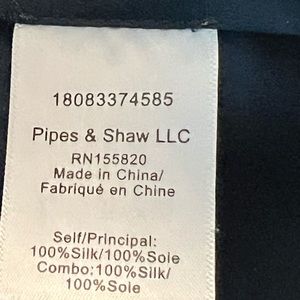 18083374585
Pipes & Shaw LLC
RN155820
Made in China/
Fabriqué en Chine
Self/Principal:
100%Silk/100%Soie
Combo:100%Silk/
100%Soie